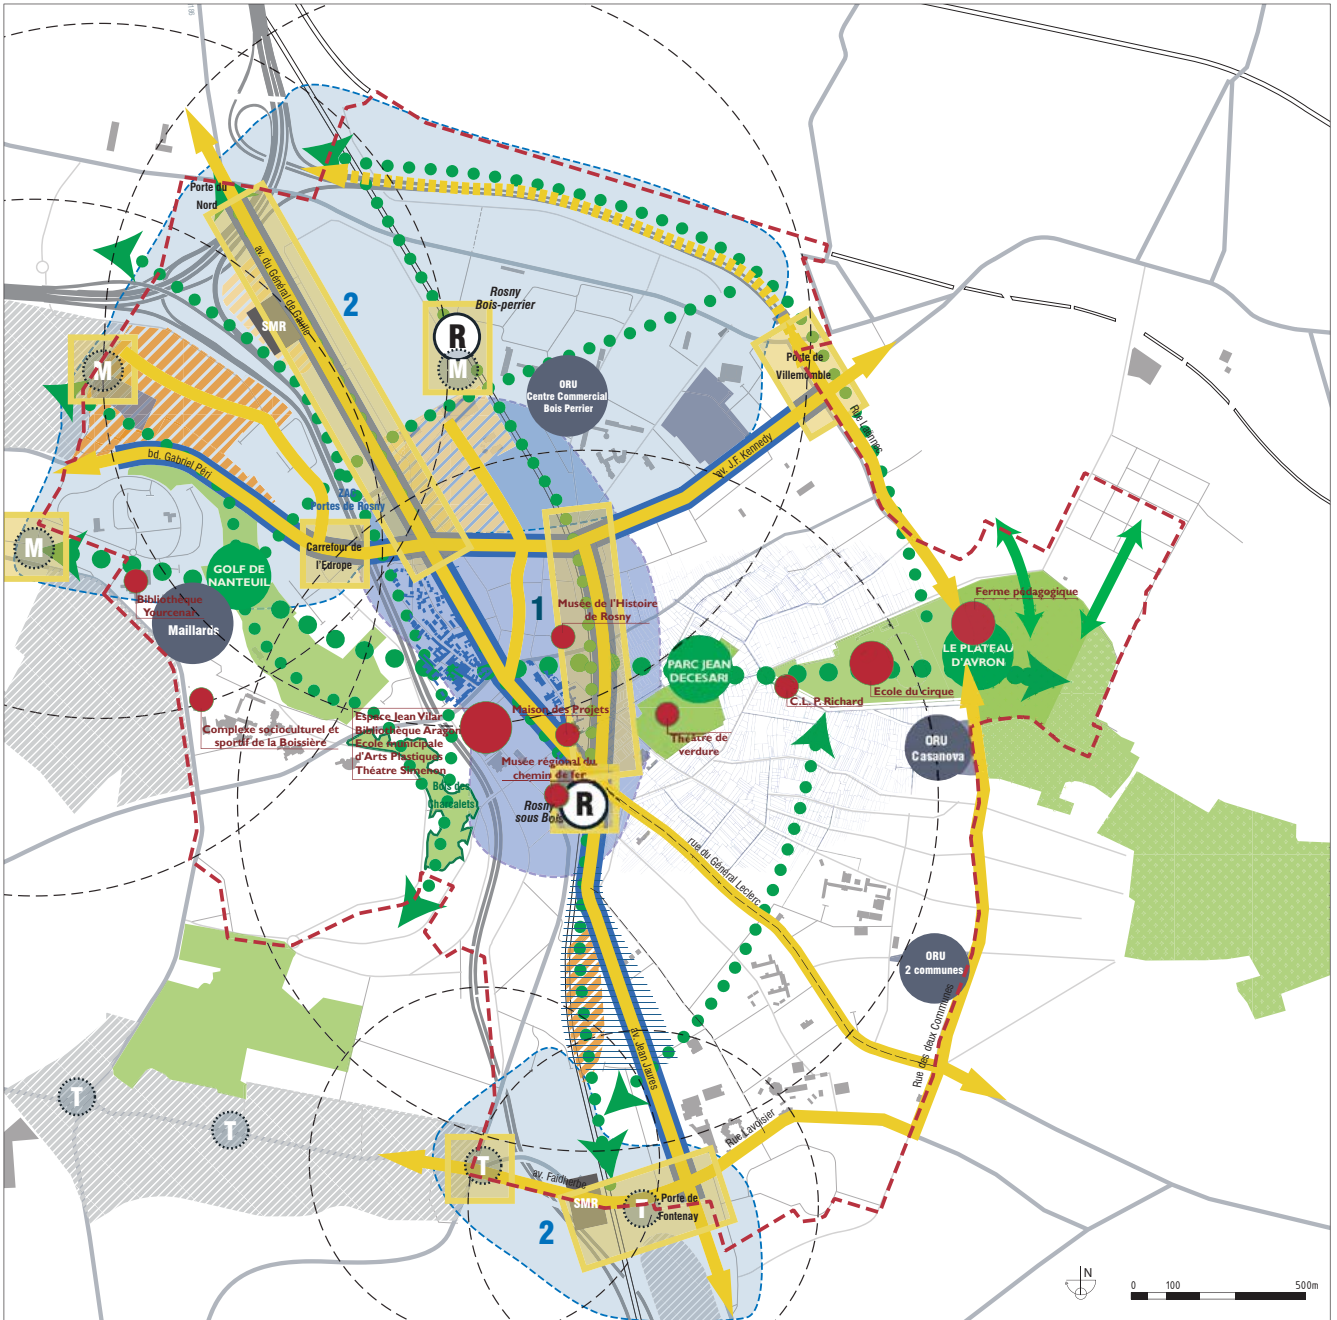 Porte du
Nord
av. du Général de Gaulle
2
Rosny
Bois-perrier
SMR
R
M
M
ORU
Centre Commercial
Bois Perrier
Porte de
Villemomble
av. J.F. Kennedy
bd. Gabriel Péri
ZAC
Portes de Rosny
M
Carrefour de
l'Europe
GOLF DE
NANTEUIL
Bibliothèque
Yourcenar
Maillards
1
Musée de l'Histoire
de Rosny
Ferme pédagogique
PARC JEAN
DECESARI
LE PLATEAU
D'AVRON
Ecole du cirque
C.L. P. Richard
Complexe socioculturel et
sportif de la Boissière
Espace Jean Vilar
Bibliothèque Aragon
Ecole municipale
d'Arts Plastiques
Théatre Simenon
Maison des Projets
Théâtre de
verdure
ORU
Casanova
Musée régional du
chemin de fer
Bois des
Charcalets
Rosny
sous Bois
R
rue du Général Leclerc
ORU
2 communes
av. Jean Jaures
Rue des deux Communes
T
T
T
Rue Lavoisier
av. Faidherbe
SMR
T
Porte de
Fontenay
2
N
0 100 500m